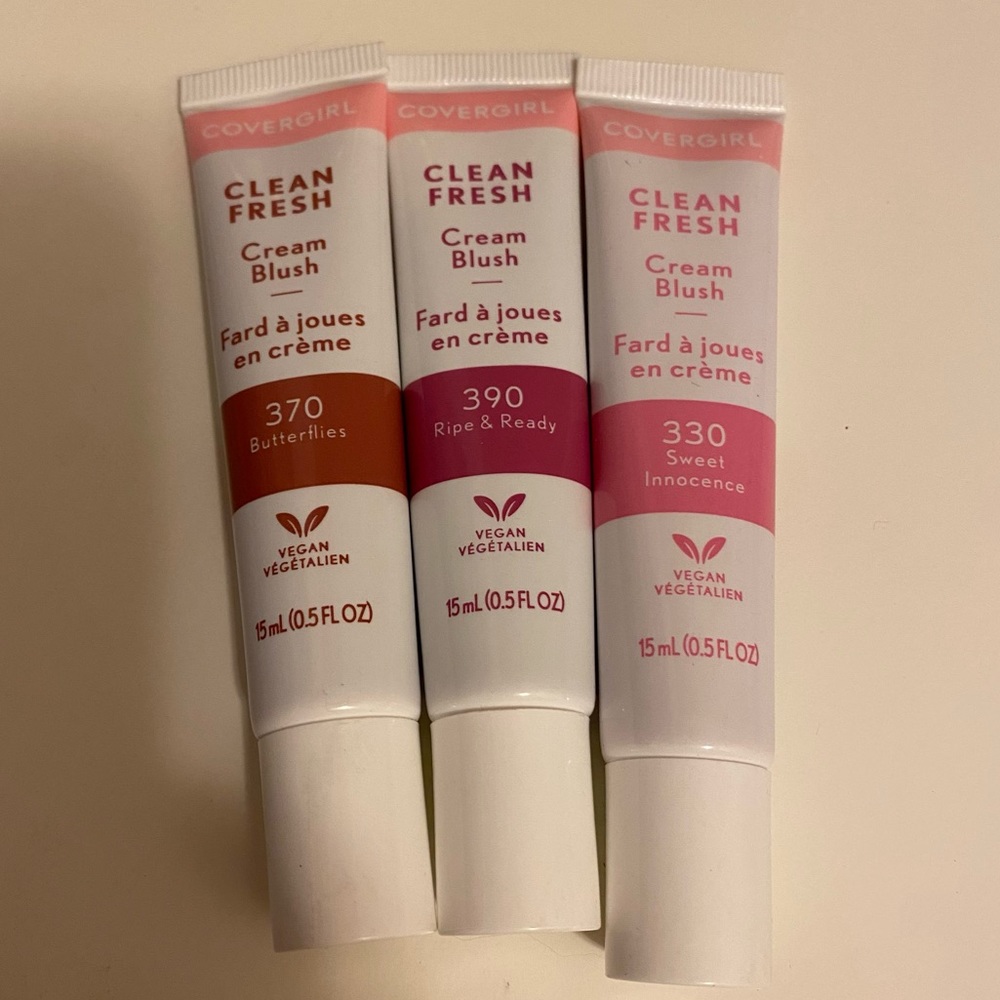 COVERGIRL
CLEAN
FRESH
Cream
Blush
Fard à joues
en crème
370
Butterflies
VEGAN
VÉGÉTALIEN
15 mL (0.5 FL OZ)
COVERGIRL
CLEAN
FRESH
Cream
Blush
Fard à joues
en crème
390
Ripe & Ready
VEGAN
VÉGÉTALIEN
15 mL (0.5 FL OZ)
COVERGIRL
CLEAN
FRESH
Cream
Blush
Fard à joues
en crème
330
Sweet
Innocence
VEGAN
VÉGÉTALIEN
15 mL (0.5 FL OZ)